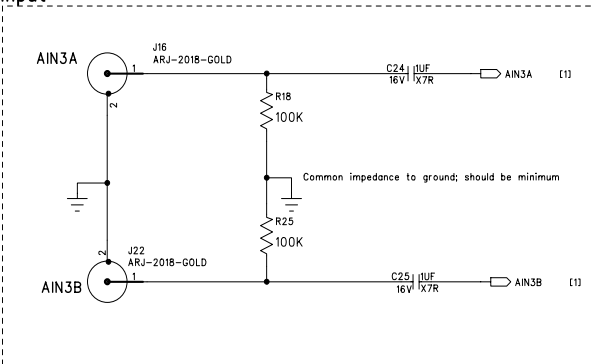 Input
J16
ARJ-2018-GOLD
AIN3A
1
2
C24 1UF
16V X7R
AIN3A [1]
R18
100K
Common impedance to ground; should be minimum
R25
100K
2
J22
ARJ-2018-GOLD
1
AIN3B
C25 1UF
16V X7R
AIN3B [1]